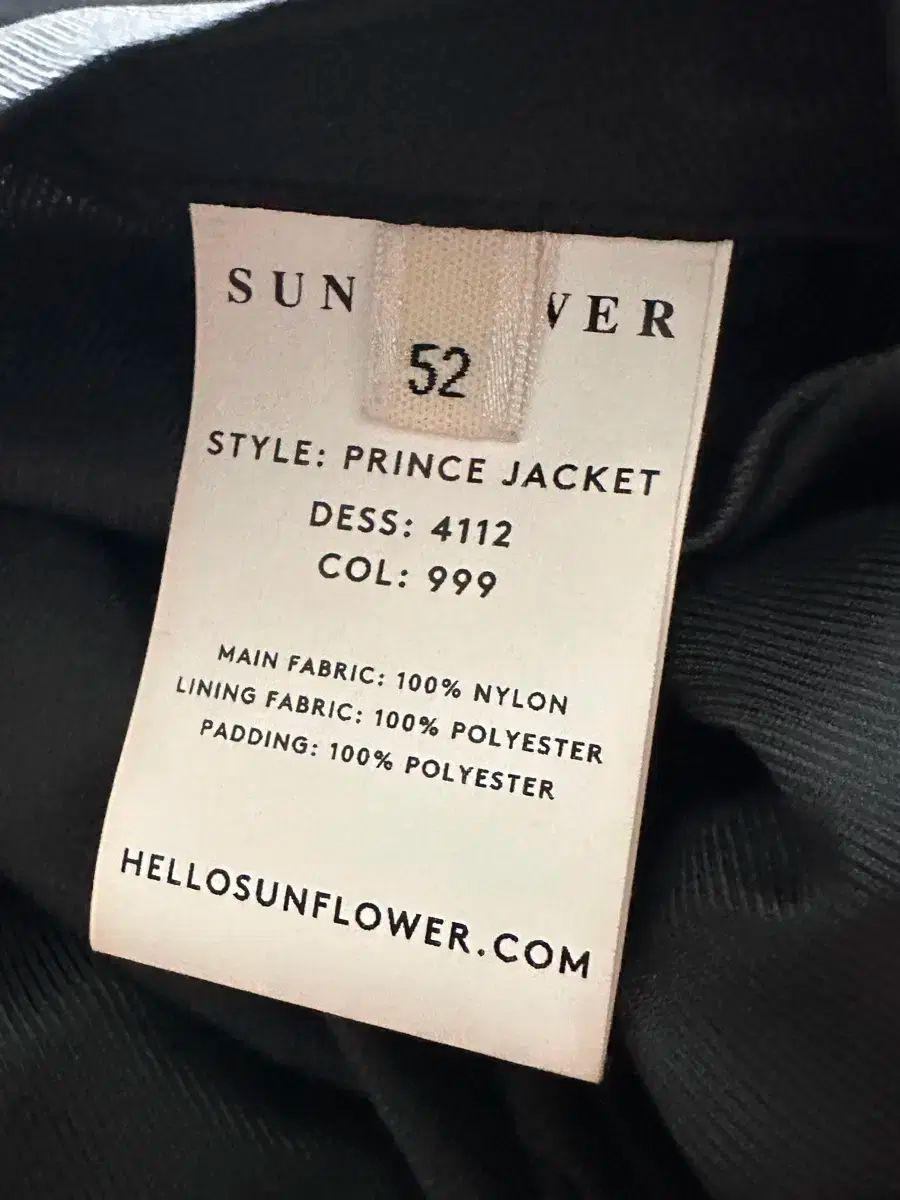 SUN WER
52
STYLE: PRINCE JACKET
DESS: 4112
COL: 999
MAIN FABRIC: 100% NYLON
LINING FABRIC: 100% POLYESTER
PADDING: 100% POLYESTER
HELLOSUNFLOWER.COM